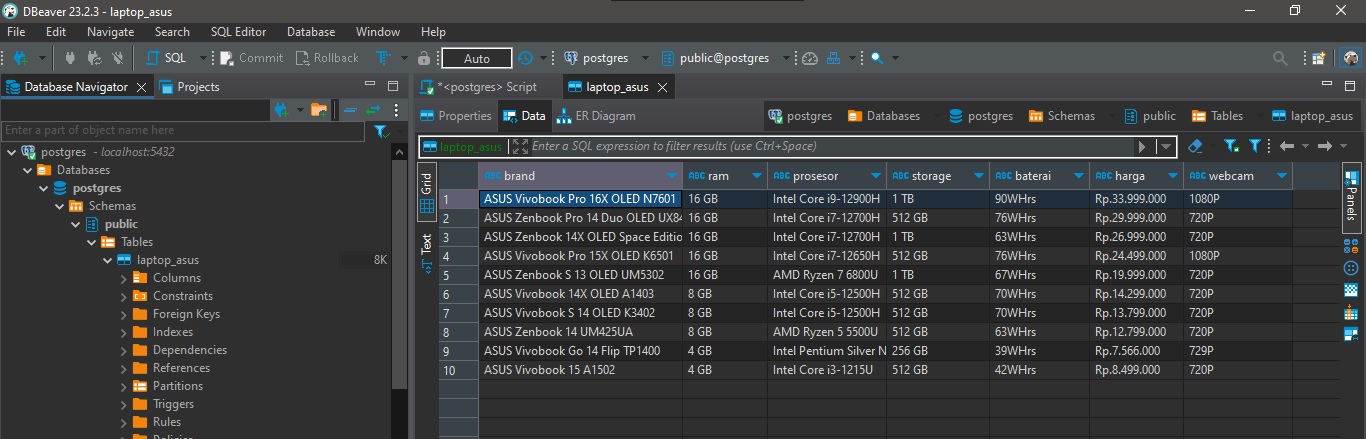 DBeaver 23.2.3 - laptop_asus
File Edit Navigate Search SQL Editor Database Window Help
SQL Commit Rollback Auto postgres public@postgres
Database Navigator Projects
Enter a part of object name here
postgres - localhost:5432
Databases
postgres
Schemas
public
Tables
laptop_asus 8K
Columns
Constraints
Foreign Keys
Indexes
Dependencies
References
Partitions
Triggers
Rules
*<postgres> Script laptop_asus
Properties Data ER Diagram postgres Databases postgres Schemas public Tables laptop_asus
laptop_asus Enter a SQL expression to filter results (use Ctrl+Space)
Grid
Text
Panels
ABC brand ABC ram ABC prosesor ABC storage ABC baterai ABC harga ABC webcam
1 ASUS Vivobook Pro 16X OLED N7601 16 GB Intel Core i9-12900H 1 TB 90WHrs Rp.33.999.000 1080P
2 ASUS Zenbook Pro 14 Duo OLED UX84 16 GB Intel Core i7-12700H 512 GB 76WHrs Rp.29.999.000 720P
3 ASUS Zenbook 14X OLED Space Editio 16 GB Intel Core i7-12700H 1 TB 63WHrs Rp.26.999.000 720P
4 ASUS Vivobook Pro 15X OLED K6501 16 GB Intel Core i7-12650H 512 GB 76WHrs Rp.24.499.000 1080P
5 ASUS Zenbook S 13 OLED UM5302 16 GB AMD Ryzen 7 6800U 1 TB 67WHrs Rp.19.999.000 720P
6 ASUS Vivobook 14X OLED A1403 8 GB Intel Core i5-12500H 512 GB 70WHrs Rp.14.299.000 720P
7 ASUS Vivobook S 14 OLED K3402 8 GB Intel Core i5-12500H 512 GB 70WHrs Rp.13.799.000 720P
8 ASUS Zenbook 14 UM425UA 8 GB AMD Ryzen 5 5500U 512 GB 63WHrs Rp.12.799.000 720P
9 ASUS Vivobook Go 14 Flip TP1400 4 GB Intel Pentium Silver N 256 GB 39WHrs Rp.7.566.000 729P
10 ASUS Vivobook 15 A1502 4 GB Intel Core i3-1215U 512 GB 42WHrs Rp.8.499.000 720P